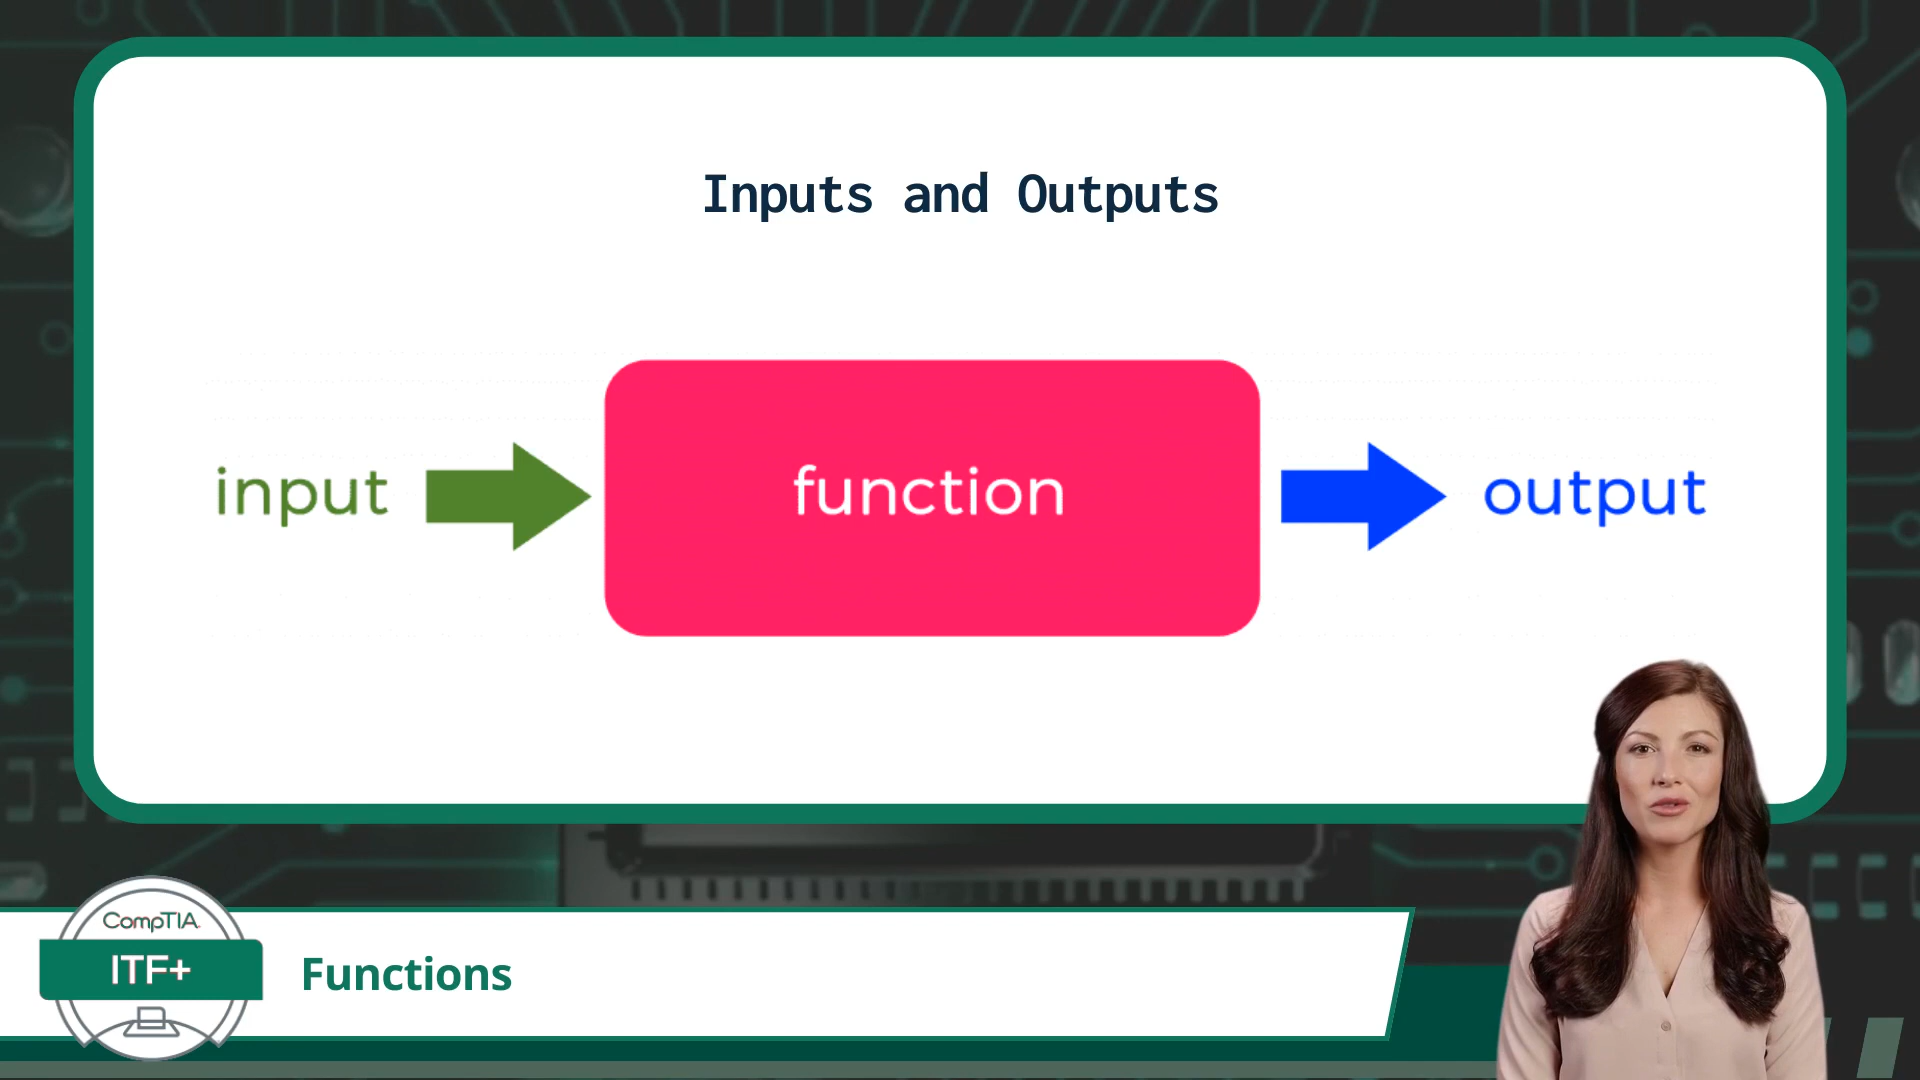 Inputs and Outputs
input
function
output
CompTIA
ITF+
Functions